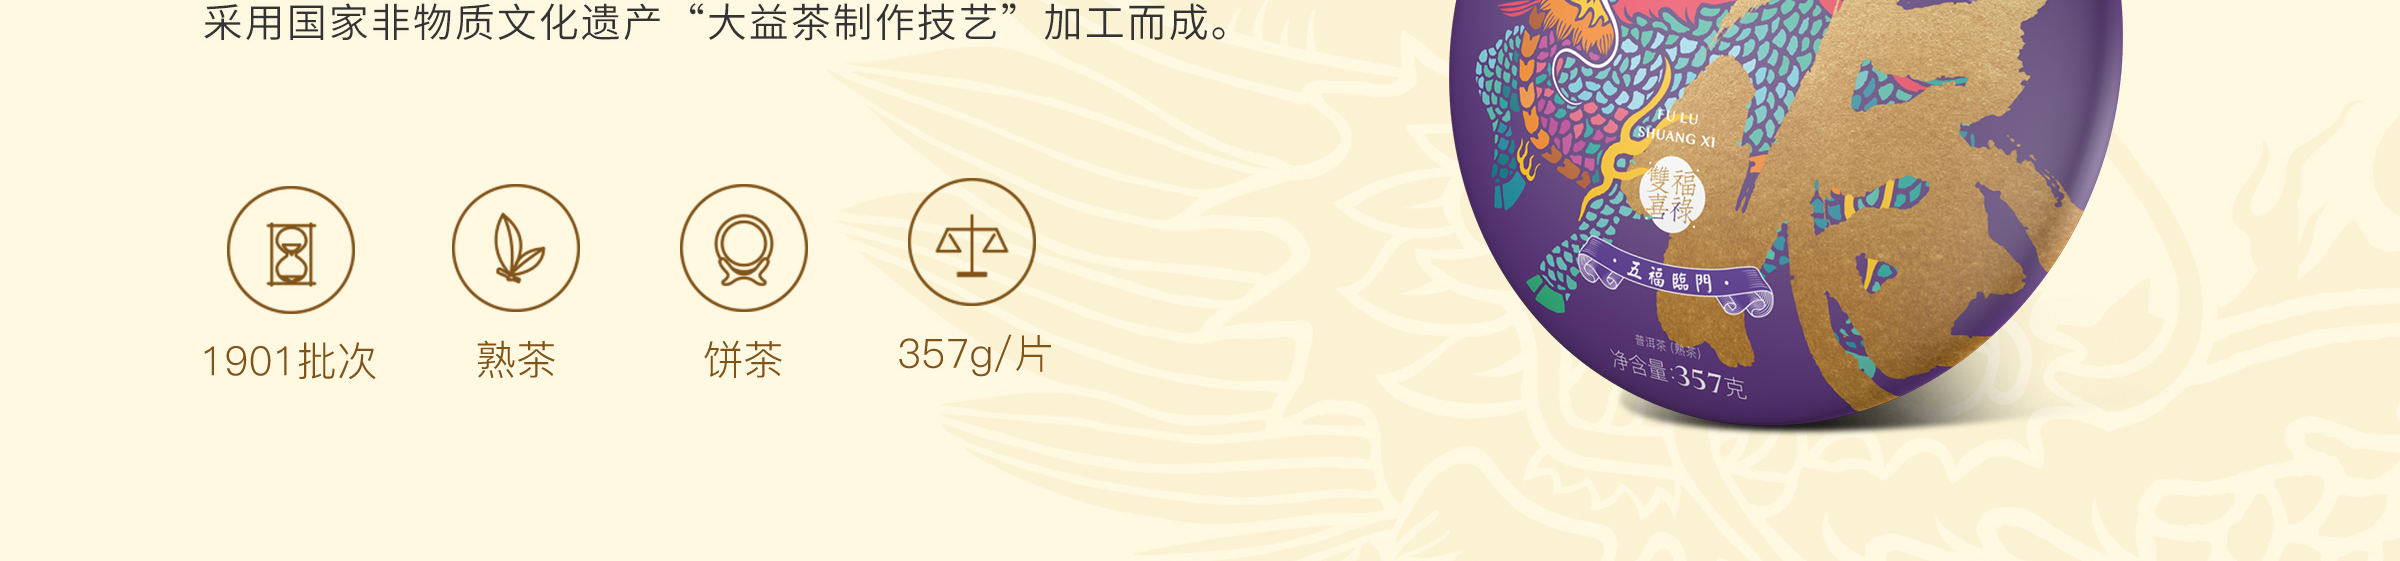 采用国家非物质文化遗产“大益茶制作技艺”加工而成。
1901批次
熟茶
饼茶
357g/片
FU LU
SHUANG XI
福祿
雙喜
·五福臨門·
普洱茶（熟茶）
净含量:357克